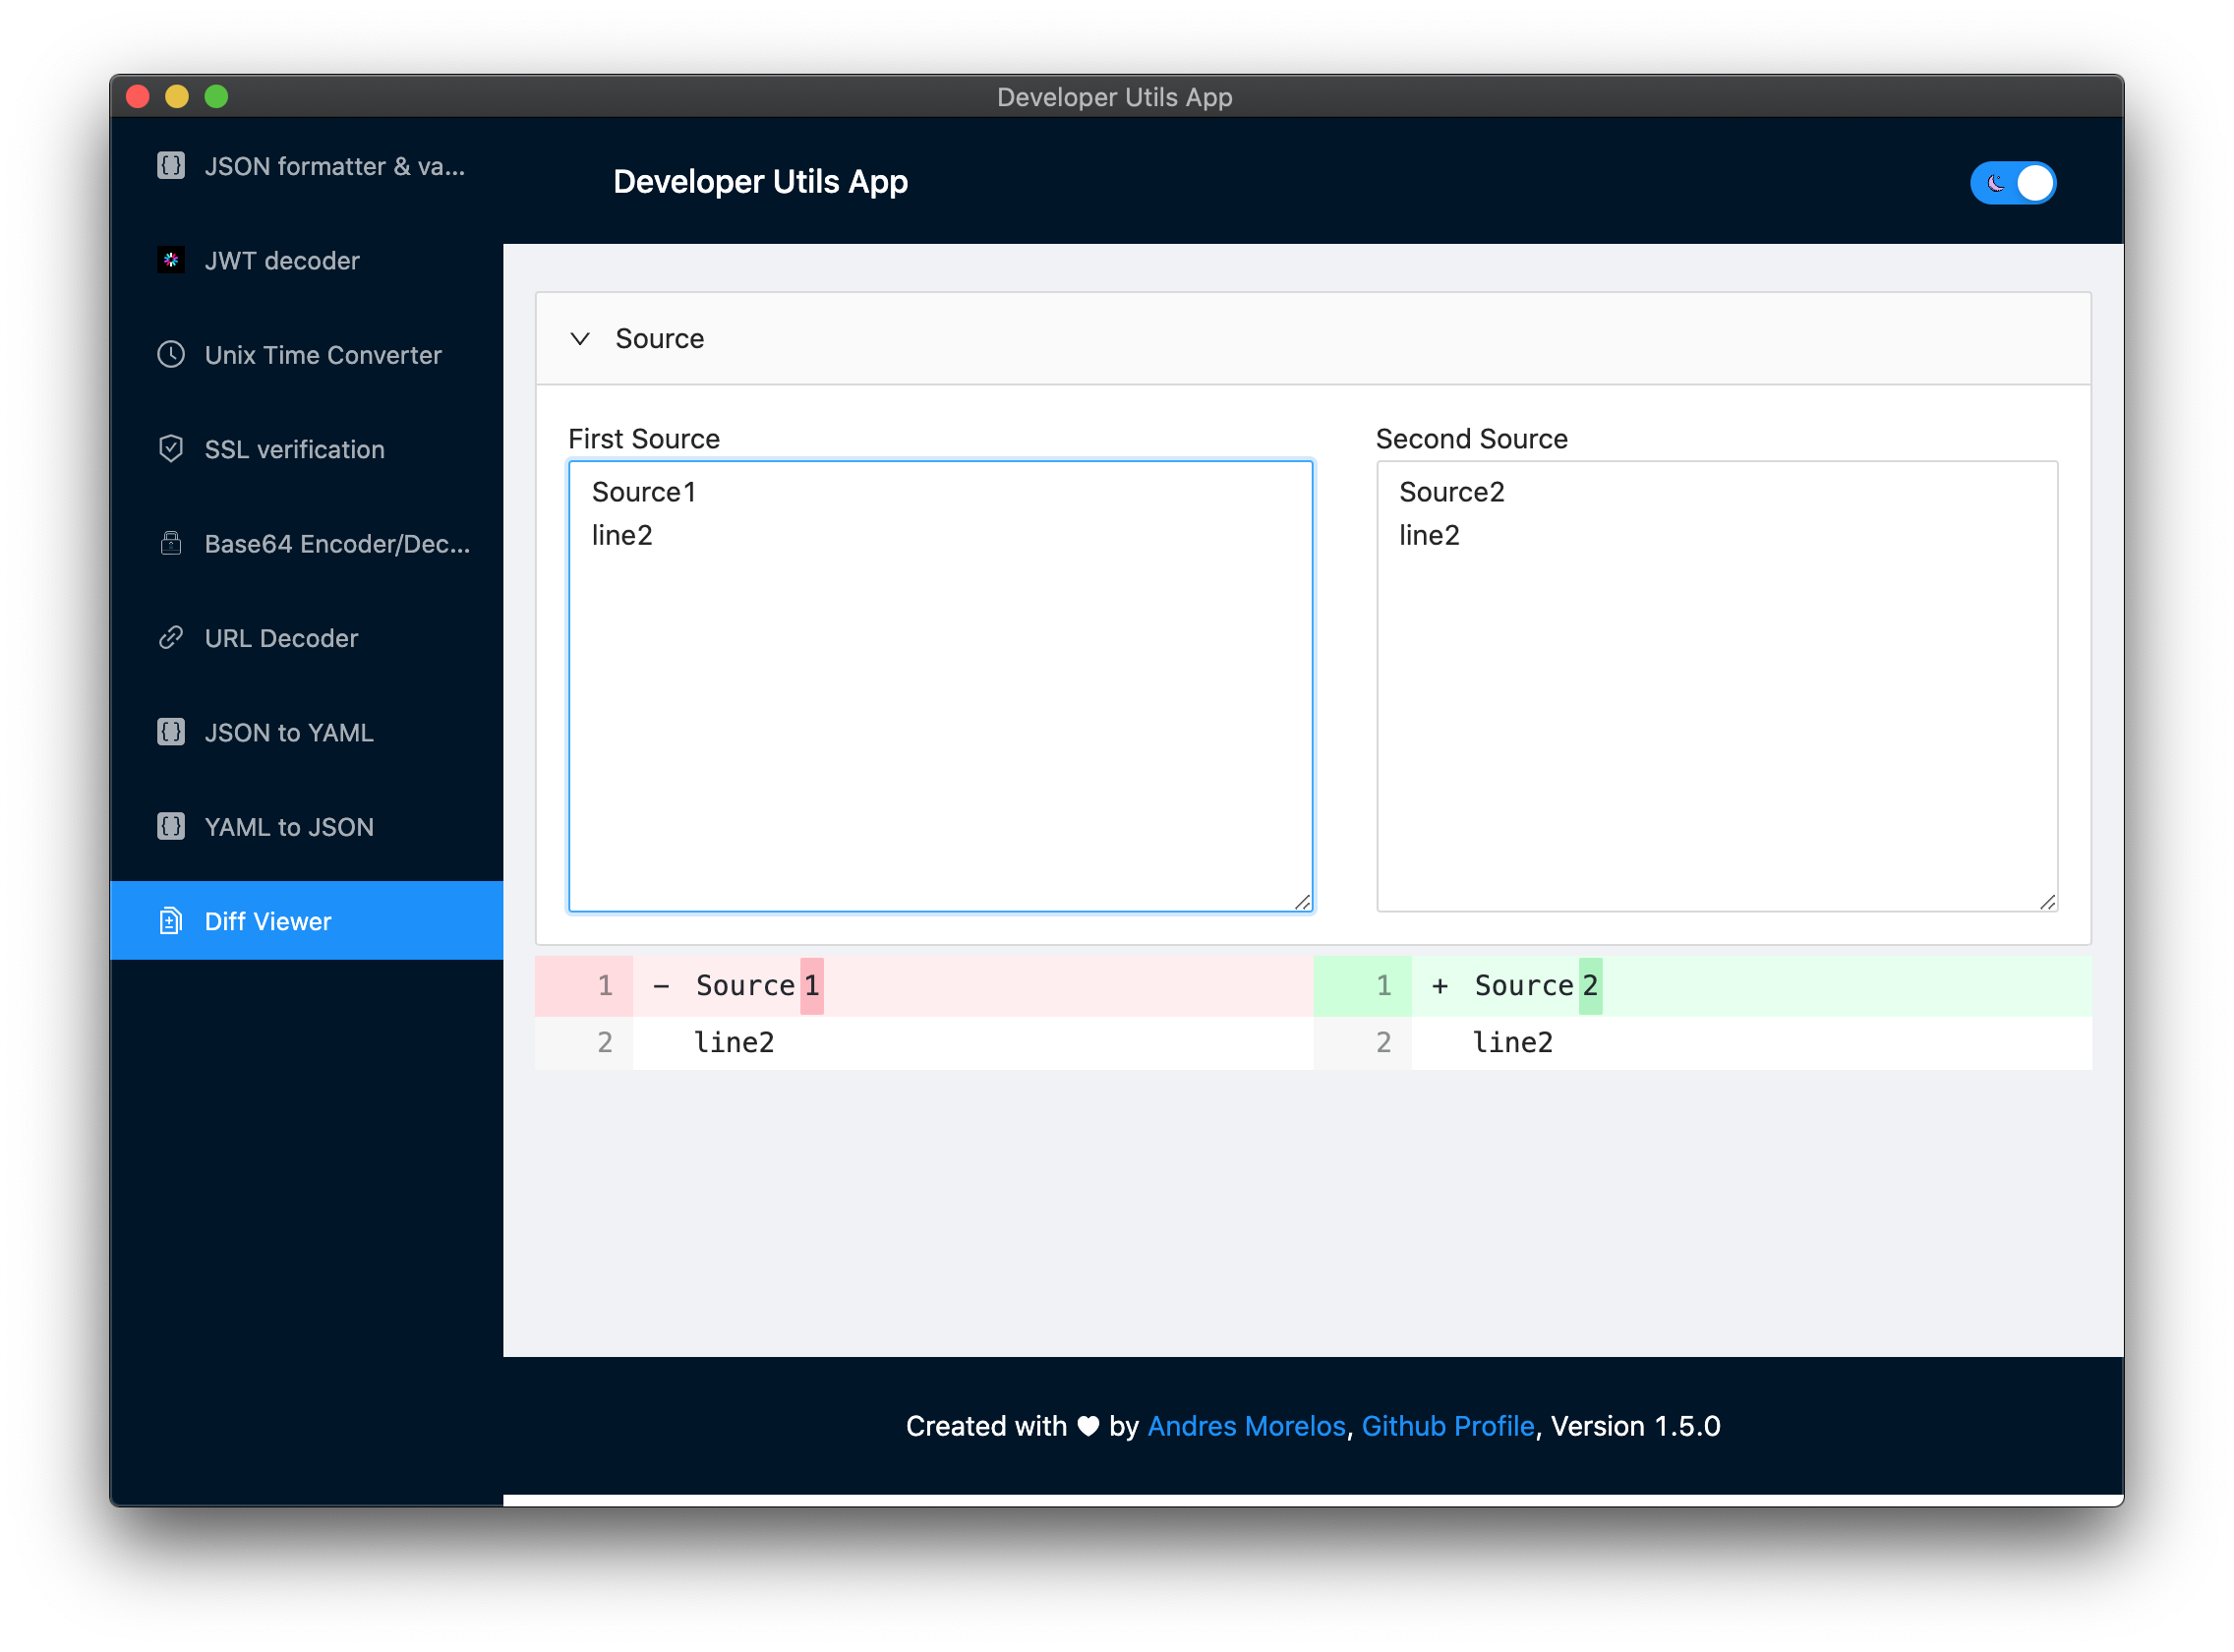 Developer Utils App
JSON formatter & va...
JWT decoder
Unix Time Converter
SSL verification
Base64 Encoder/Dec...
URL Decoder
JSON to YAML
YAML to JSON
Diff Viewer
Developer Utils App
Source
First Source
Source1
line2
Second Source
Source2
line2
1 - Source1
2 line2
1 + Source2
2 line2
Created with ♥ by Andres Morelos, Github Profile, Version 1.5.0